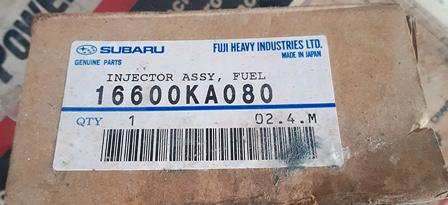 SUBARU FUJI HEAVY INDUSTRIES LTD.
GENUINE PARTS MADE IN JAPAN
INJECTOR ASSY, FUEL
16600KA080
QTY 1 02.4.M